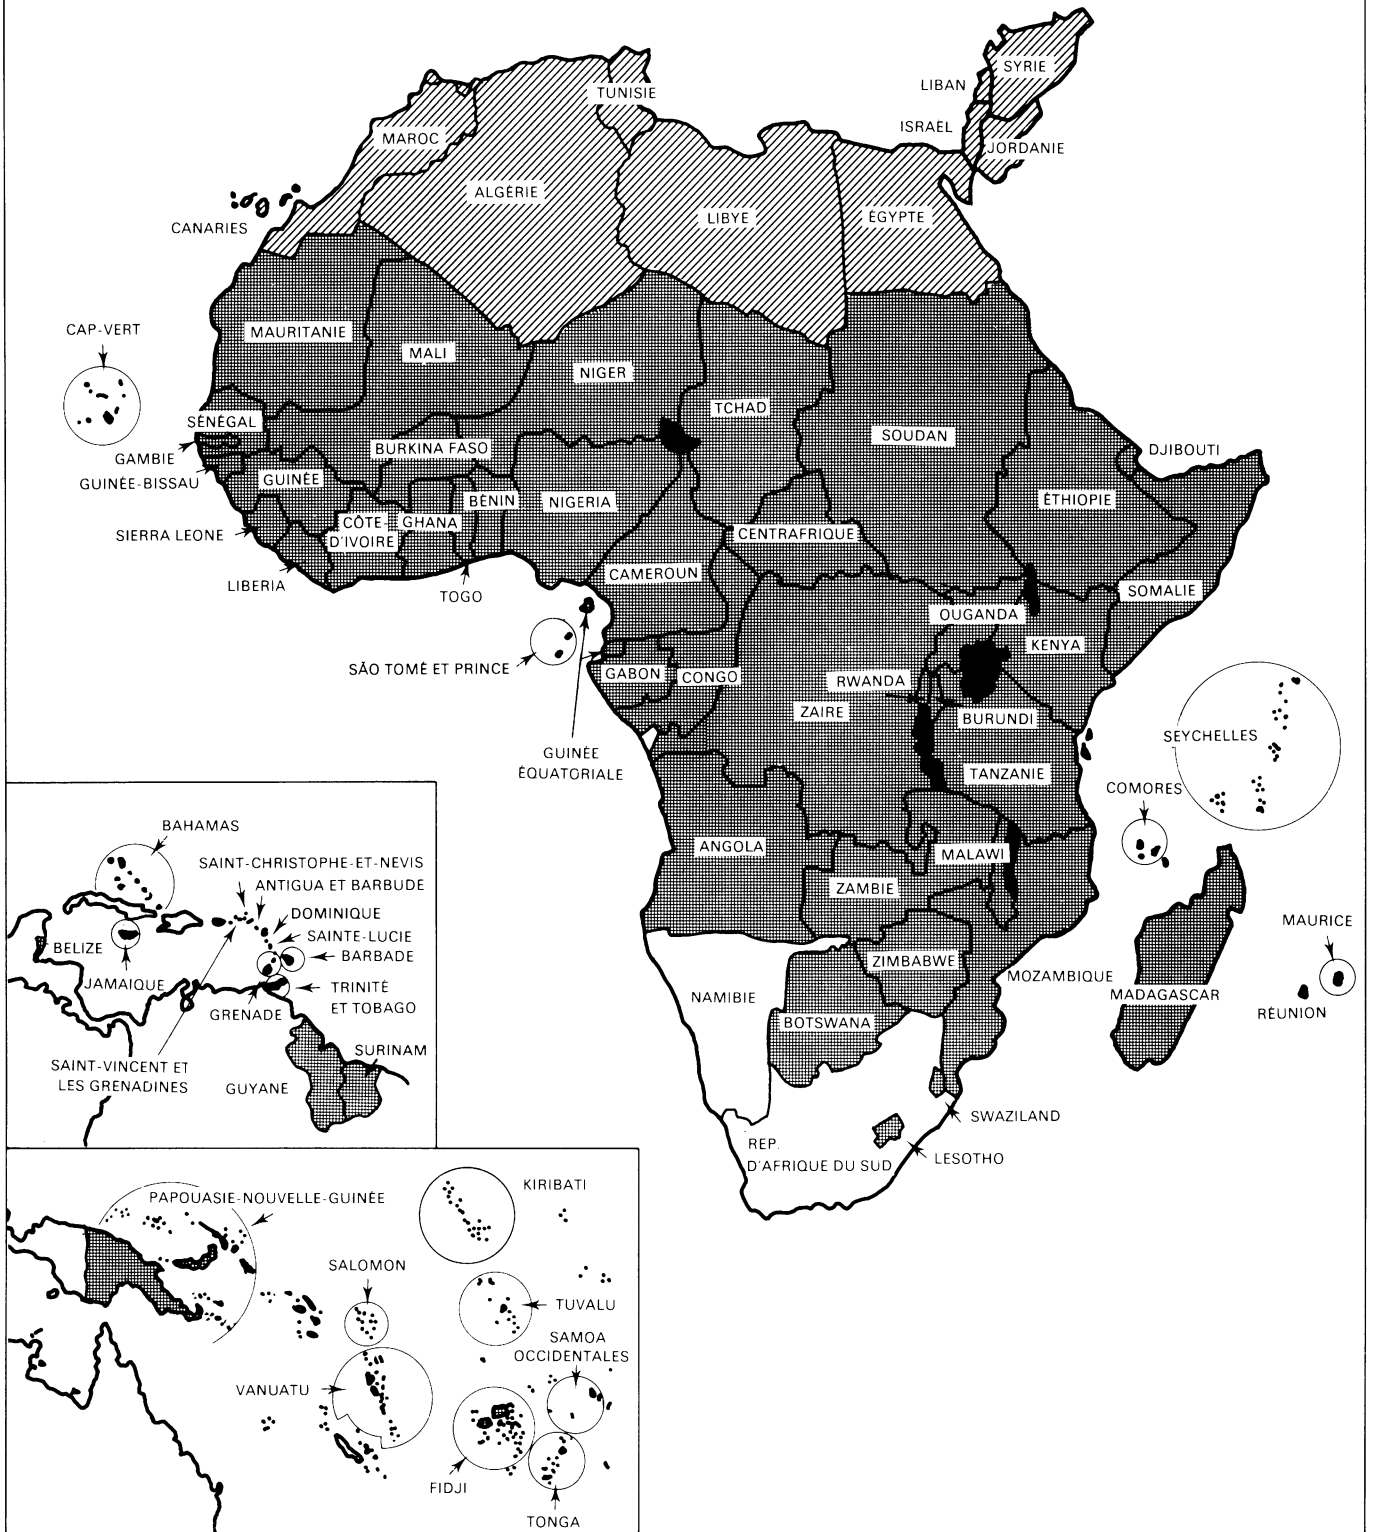 SYRIE
LIBAN
TUNISIE
ISRAEL
MAROC
JORDANIE
ALGÉRIE
LIBYE
ÉGYPTE
CANARIES
CAP-VERT
MAURITANIE
MALI
NIGER
TCHAD
SOUDAN
SÉNÉGAL
BURKINA FASO
DJIBOUTI
GAMBIE
GUINÉE-BISSAU
GUINÉE
BÉNIN
NIGERIA
ÉTHIOPIE
CÔTE
D'IVOIRE
GHANA
SIERRA LEONE
CENTRAFRIQUE
LIBERIA
TOGO
CAMEROUN
SOMALIE
OUGANDA
KENYA
SÃO TOMÉ ET PRINCE
GABON
CONGO
RWANDA
ZAIRE
BURUNDI
SEYCHELLES
GUINÉE
ÉQUATORIALE
TANZANIE
COMORES
ANGOLA
MALAWI
ZAMBIE
MAURICE
ZIMBABWE
MOZAMBIQUE
NAMIBIE
MADAGASCAR
BOTSWANA
RÉUNION
SWAZILAND
REP.
D'AFRIQUE DU SUD
LESOTHO
BAHAMAS
SAINT-CHRISTOPHE-ET-NEVIS
ANTIGUA ET BARBUDE
DOMINIQUE
SAINTE-LUCIE
BELIZE
BARBADE
JAMAIQUE
TRINITÉ
ET TOBAGO
GRENADE
SURINAM
SAINT-VINCENT ET
LES GRENADINES
GUYANE
KIRIBATI
PAPOUASIE-NOUVELLE-GUINÉE
SALOMON
TUVALU
SAMOA
OCCIDENTALES
VANUATU
FIDJI
TONGA